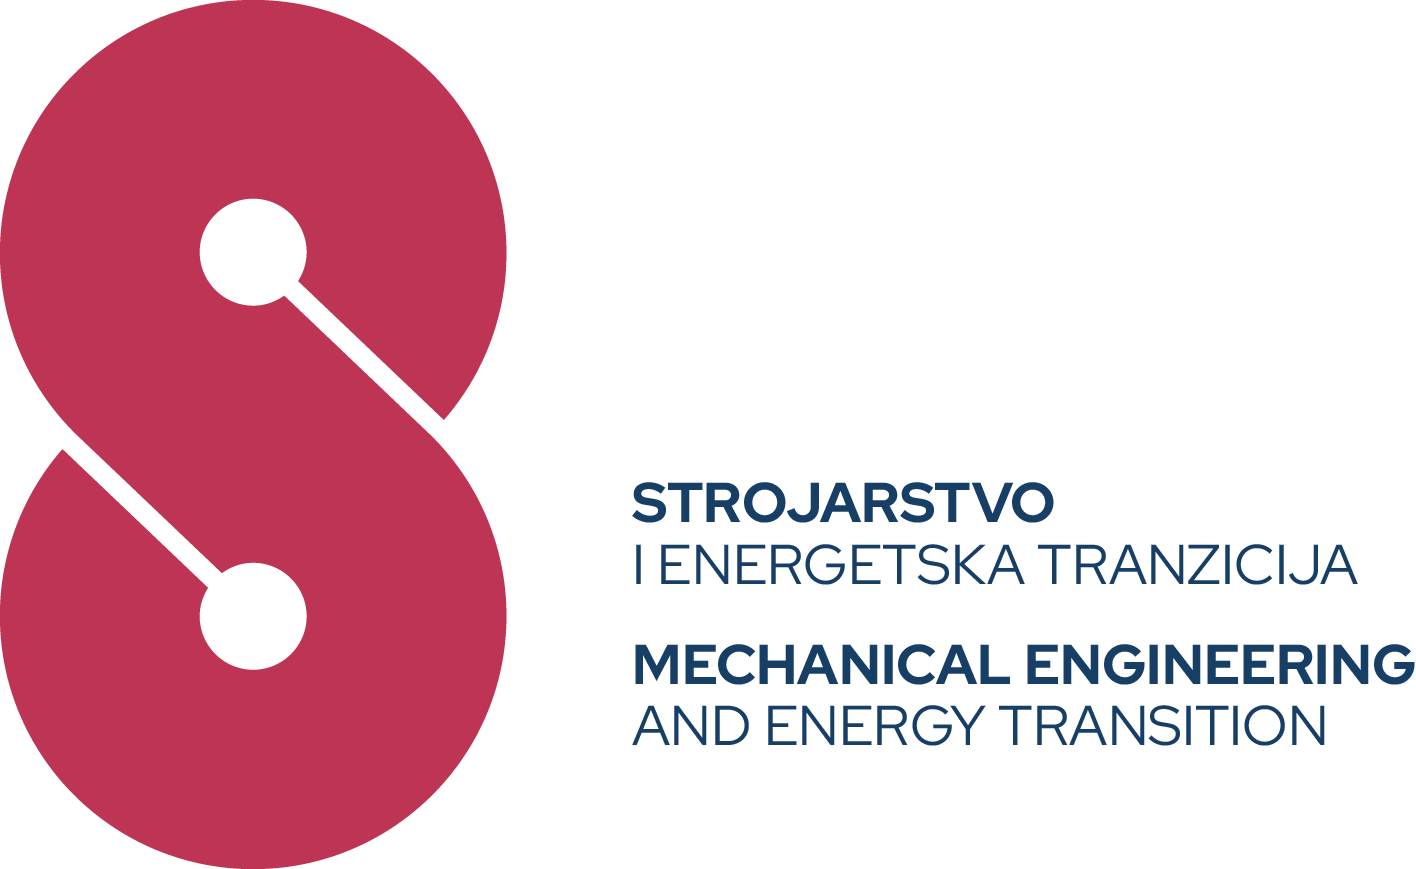 STROJARSTVO
I ENERGETSKA TRANZICIJA
MECHANICAL ENGINEERING
AND ENERGY TRANSITION